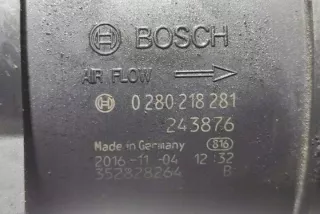 BOSCH
AIR FLOW
0 280 218 281
243876
Made in Germany 816
2016-11-04 12:32
352828264 B